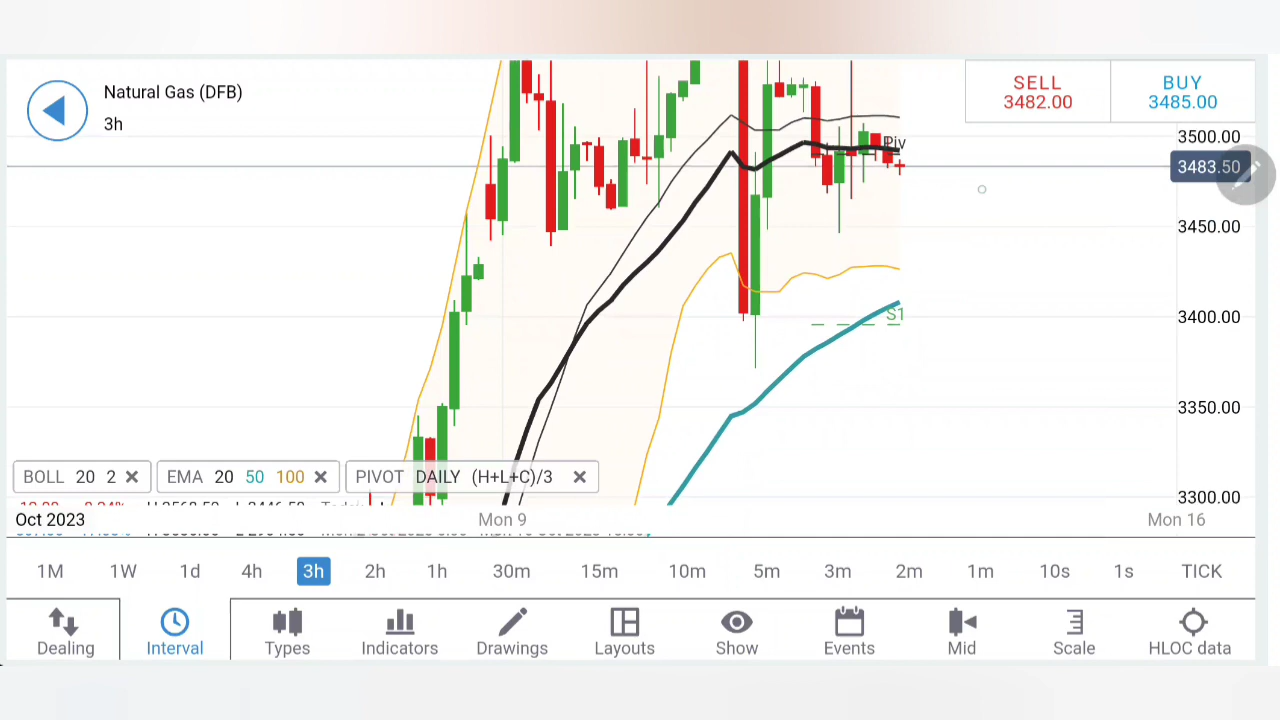 Natural Gas (DFB)
3h
SELL
3482.00
BUY
3485.00
3500.00
Piv
3483.50
3450.00
3400.00
S1
3350.00
3300.00
BOLL 20 2
EMA 20 50 100
PIVOT DAILY (H+L+C)/3
Oct 2023
Mon 9
Mon 16
1M 1W 1d 4h 3h 2h 1h 30m 15m 10m 5m 3m 2m 1m 10s 1s TICK
Dealing Interval Types Indicators Drawings Layouts Show Events Mid Scale HLOC data